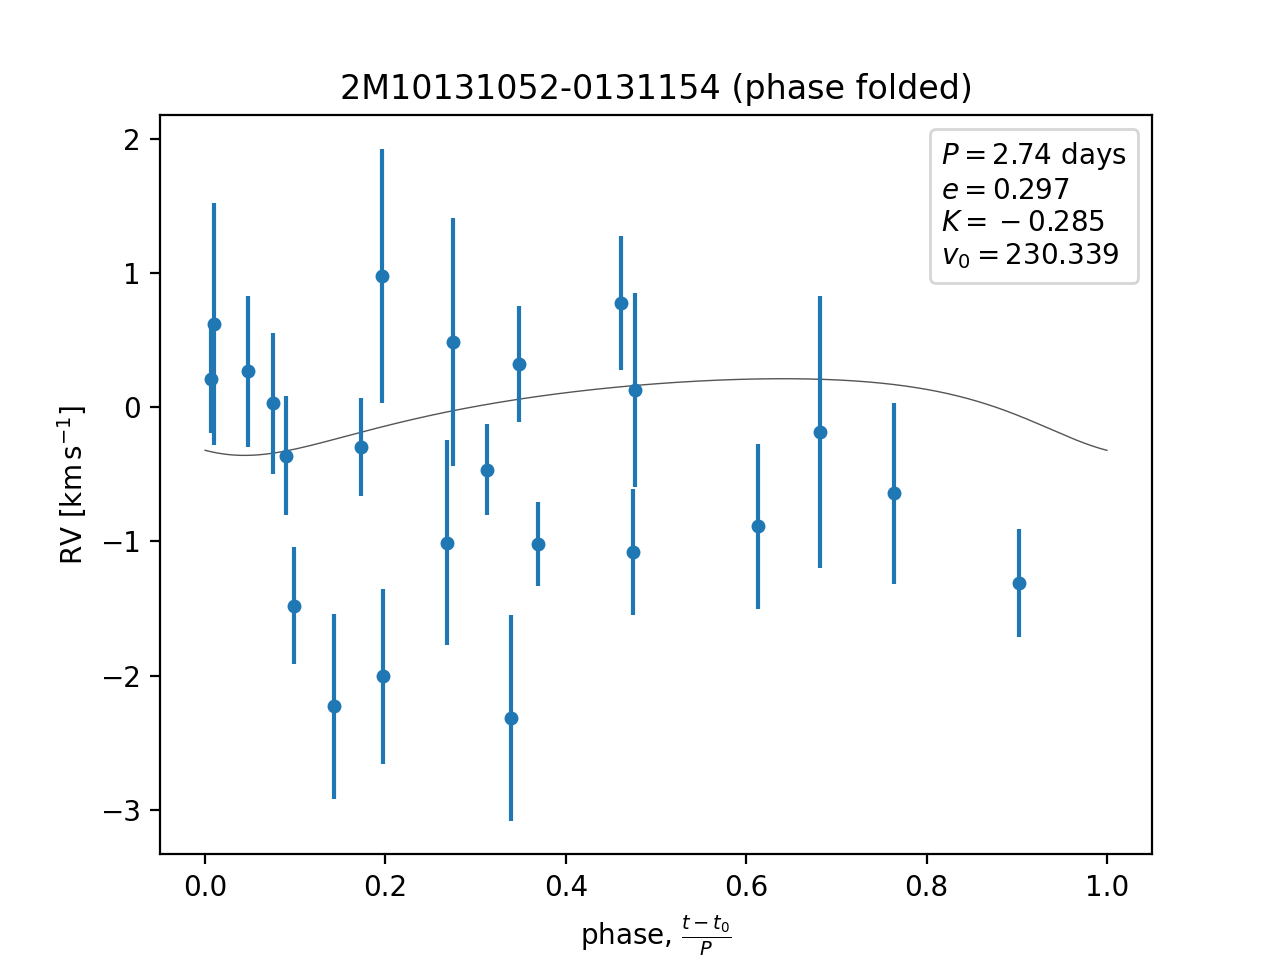 2M10131052-0131154 (phase folded)
P = 2.74 days
e = 0.297
K = −0.285
v₀ = 230.339
2
1
0
−1
−2
−3
RV [km s⁻¹]
0.0 0.2 0.4 0.6 0.8 1.0
phase, (t − t₀)/P